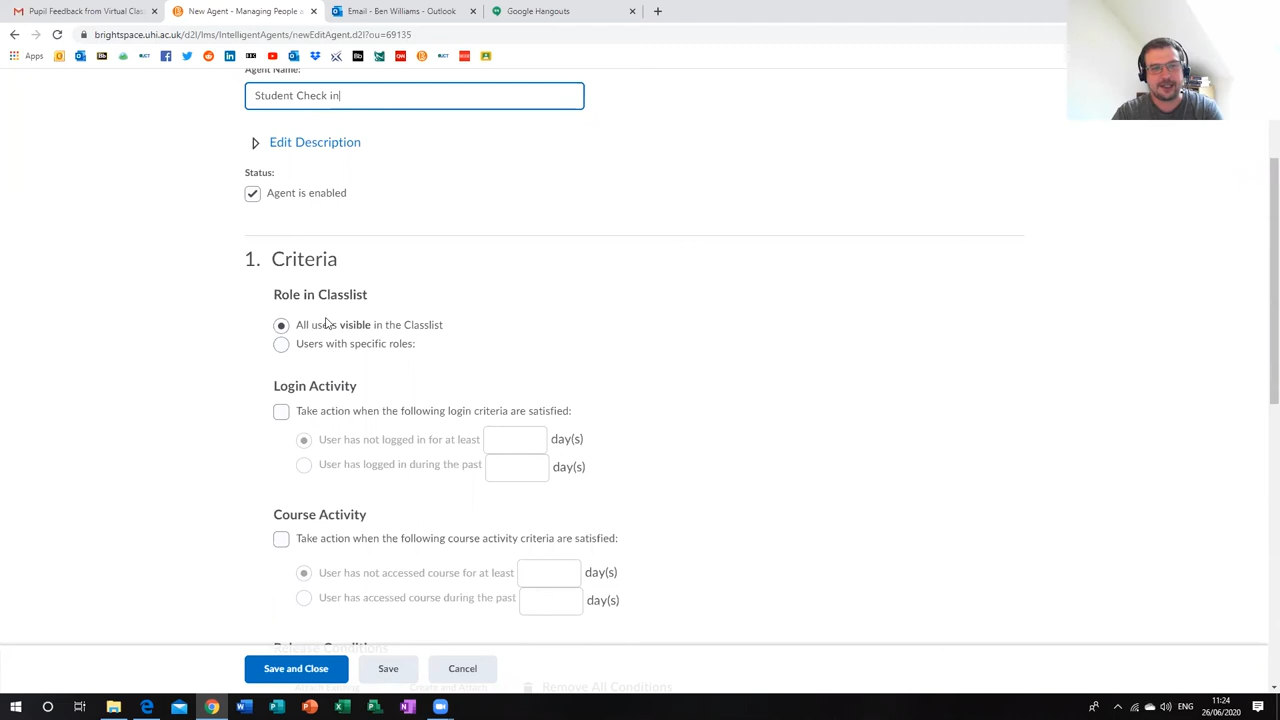 Pupil Feedback from Virtual Clas
New Agent - Managing People
Outlook - Ben Williams - Outlook
Google Hangouts
brightspace.uhi.ac.uk/d2l/lms/IntelligentAgents/newEditAgent.d2l?ou=69135
Apps
Agent Name:
Student Check in
Edit Description
Status:
Agent is enabled
1. Criteria
Role in Classlist
All users visible in the Classlist
Users with specific roles:
Login Activity
Take action when the following login criteria are satisfied:
User has not logged in for at least day(s)
User has logged in during the past day(s)
Course Activity
Take action when the following course activity criteria are satisfied:
User has not accessed course for at least day(s)
User has accessed course during the past day(s)
Release Conditions
Save and Close
Save
Cancel
Attach Existing
Create and Attach
Remove All Conditions
ENG
11:24
26/06/2020